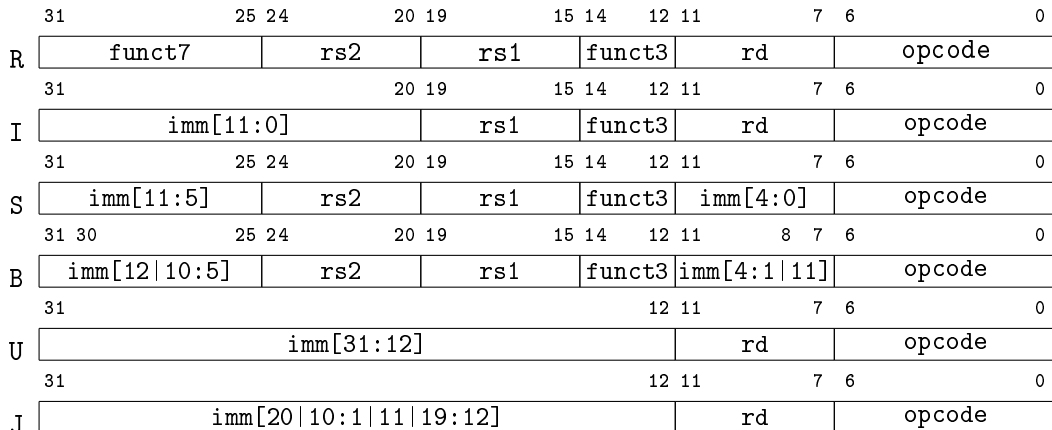 31 25 24 20 19 15 14 12 11 7 6 0
R funct7 rs2 rs1 funct3 rd opcode
31 20 19 15 14 12 11 7 6 0
I imm[11:0] rs1 funct3 rd opcode
31 25 24 20 19 15 14 12 11 7 6 0
S imm[11:5] rs2 rs1 funct3 imm[4:0] opcode
31 30 25 24 20 19 15 14 12 11 8 7 6 0
B imm[12|10:5] rs2 rs1 funct3 imm[4:1|11] opcode
31 12 11 7 6 0
U imm[31:12] rd opcode
31 12 11 7 6 0
J imm[20|10:1|11|19:12] rd opcode